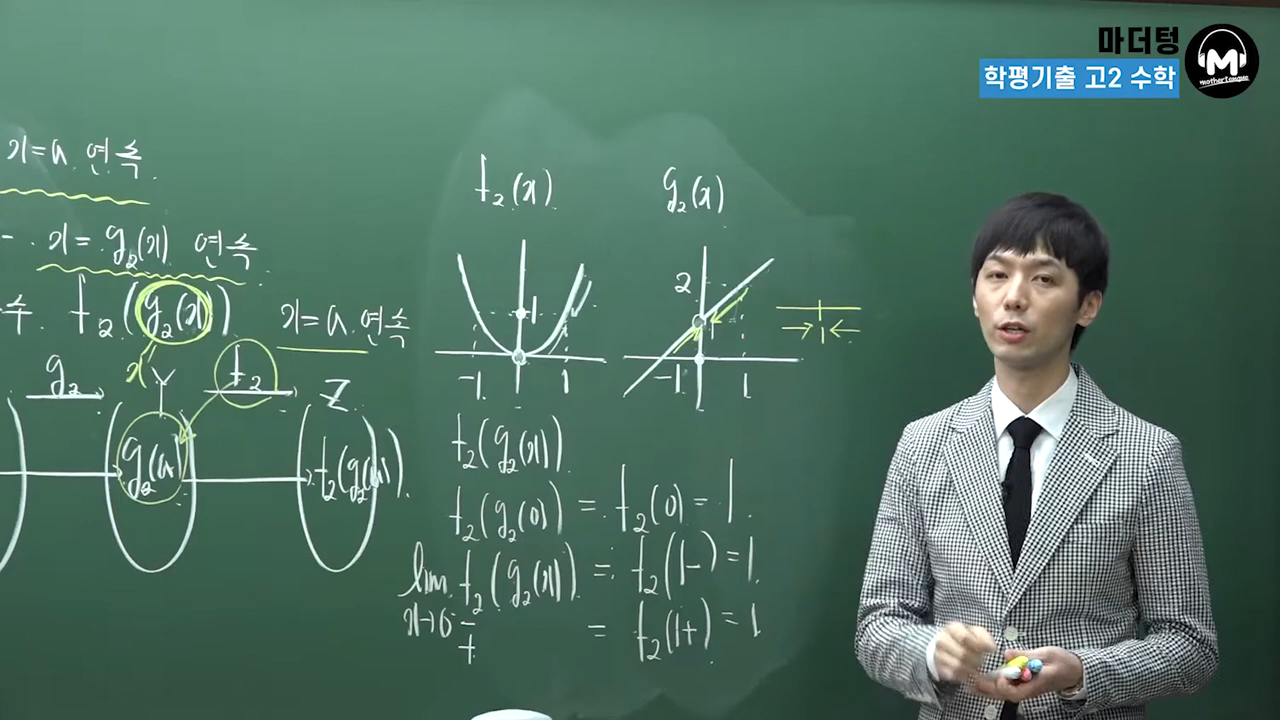 마더텅
학평기출 고2 수학
M
mothertongue
x=a 연속
x=g₂(x) 연속
수 f₂(g₂(x)) x=a 연속
x
g₂ Y f₂ Z
g₂(a) f₂(g₂(a))
f₂(x) g₂(x)
1 2
-1 1 -1 1
1
f₂(g₂(x))
f₂(g₂(0)) = f₂(0) = 1
lim f₂(g₂(x)) = f₂(1-) = 1
x→0- = f₂(1+) = 1
+